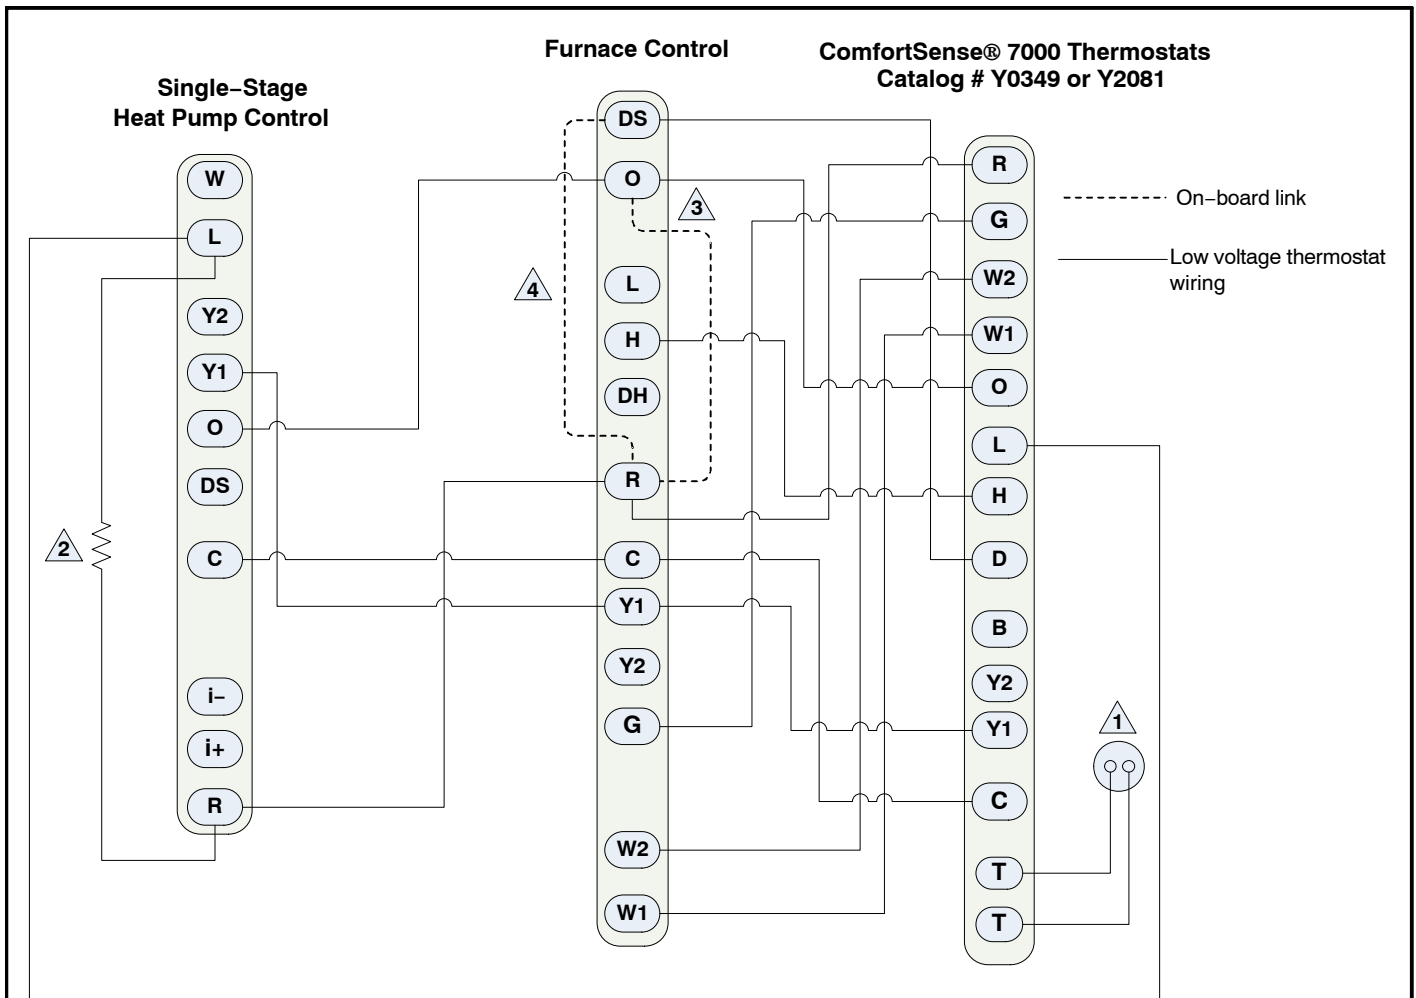 Furnace Control
ComfortSense® 7000 Thermostats
Catalog # Y0349 or Y2081
Single−Stage
Heat Pump Control
W
L
Y2
Y1
O
DS
C
i−
i+
R
2
DS
O
L
H
DH
R
C
Y1
Y2
G
W2
W1
3
4
R
G
W2
W1
O
L
H
D
B
Y2
Y1
C
T
T
1
On−board link
Low voltage thermostat
wiring